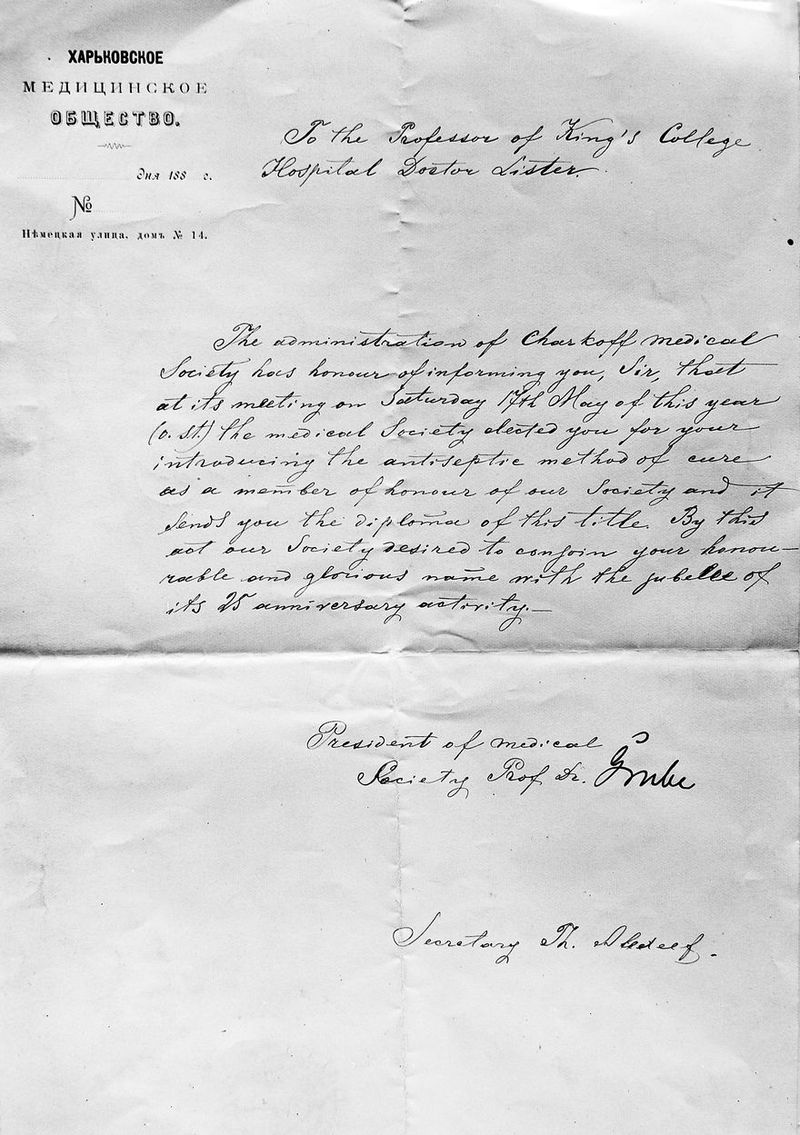 ХАРЬКОВСКОЕ
МЕДИЦИНСКОЕ
ОБЩЕСТВО.
дня 188 г.
№
Нѣмецкая улица, домъ № 14.
To the Professor of King's College
Hospital Doctor Lister.
The administration of Charkoff medical
Society has honour of informing you, Sir, that
at its meeting on Saturday 17th May of this year
(o. st.) the medical Society elected you for your
introducing the antiseptic method of cure
as a member of honour of our Society and it
sends you the diploma of this title. By this
act our Society desired to conjoin your honou-
rable and glorious name with the jubelee of
its 25 anniversary activity.—
President of medical
Society Prof. Dr. Grube
Secretary Th.